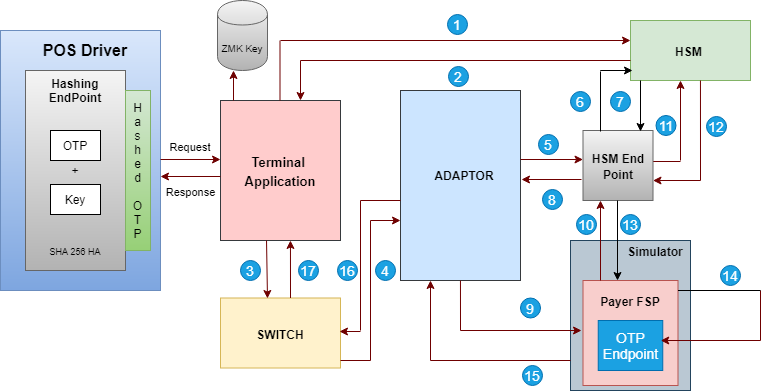 POS Driver
Hashing
EndPoint
OTP
+
Key
SHA 256 HA
H
a
s
h
e
d
O
T
P
Request
Response
ZMK Key
Terminal
Application
1
2
HSM
ADAPTOR
5
8
6
7
11
12
HSM End
Point
3
17
16
4
SWITCH
9
15
10
13
Simulator
14
Payer FSP
OTP
Endpoint